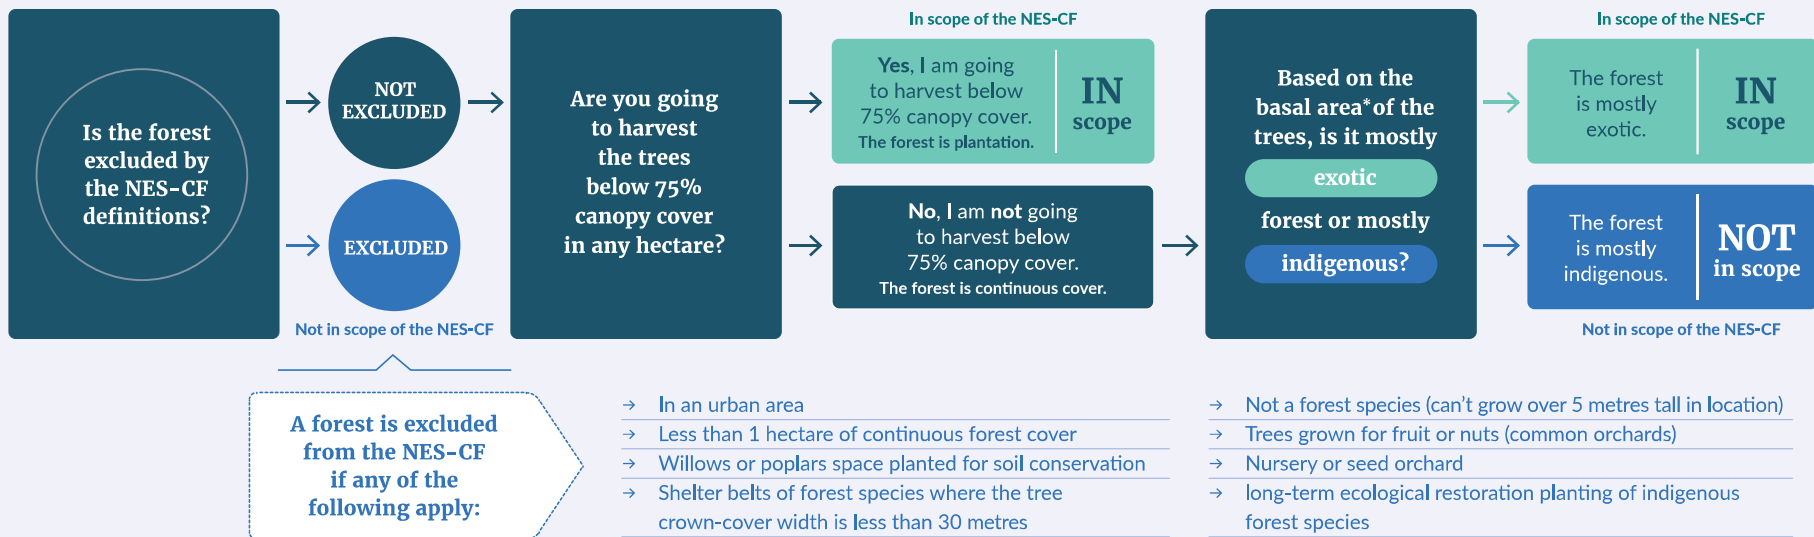 Is the forest
excluded by
the NES-CF
definitions?
NOT
EXCLUDED
EXCLUDED
Not in scope of the NES-CF
Are you going
to harvest
the trees
below 75%
canopy cover
in any hectare?
In scope of the NES-CF
Yes, I am going
to harvest below
75% canopy cover.
The forest is plantation.
IN
scope
No, I am not going
to harvest below
75% canopy cover.
The forest is continuous cover.
Based on the
basal area* of the
trees, is it mostly
exotic
forest or mostly
indigenous?
In scope of the NES-CF
The forest
is mostly
exotic.
IN
scope
The forest
is mostly
indigenous.
NOT
in scope
Not in scope of the NES-CF
A forest is excluded
from the NES-CF
if any of the
following apply:
→ In an urban area
→ Less than 1 hectare of continuous forest cover
→ Willows or poplars space planted for soil conservation
→ Shelter belts of forest species where the tree
crown-cover width is less than 30 metres
→ Not a forest species (can't grow over 5 metres tall in location)
→ Trees grown for fruit or nuts (common orchards)
→ Nursery or seed orchard
→ long-term ecological restoration planting of indigenous
forest species